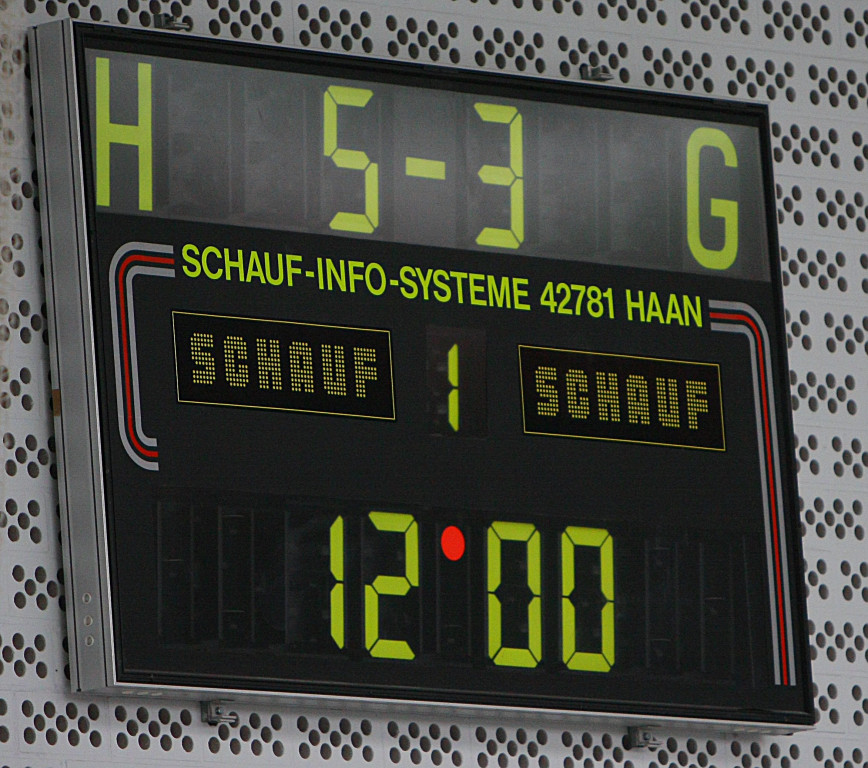 H 5-3 G
SCHAUF-INFO-SYSTEME 42781 HAAN
SCHAUF 1 SCHAUF
12 00